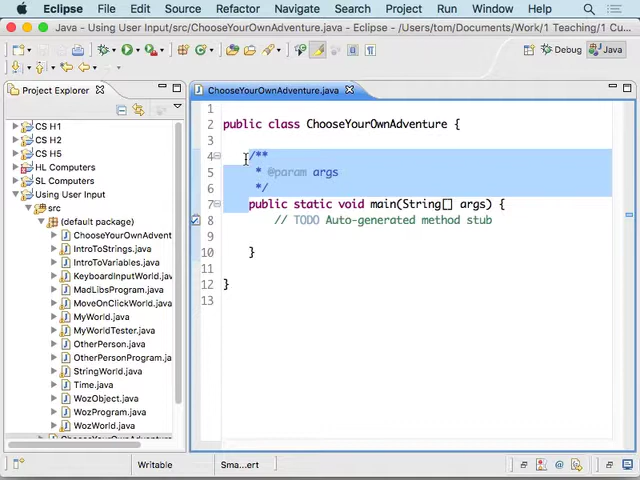 Eclipse File Edit Source Refactor Navigate Search Project Run Window Help
Java - Using User Input/src/ChooseYourOwnAdventure.java - Eclipse - /Users/tom/Documents/Work/1 Teaching/1 Cu...
Debug Java
Project Explorer
ChooseYourOwnAdventure.java
CS H1
CS H2
CS H5
HL Computers
SL Computers
Using User Input
src
(default package)
ChooseYourOwnAdvent
IntroToStrings.java
IntroToVariables.java
KeyboardInputWorld.java
MadLibsProgram.java
MoveOnClickWorld.java
MyWorld.java
MyWorldTester.java
OtherPerson.java
OtherPersonProgram.java
StringWorld.java
Time.java
WozObject.java
WozProgram.java
WozWorld.java
ChooseYourOwnAdventure
1
2 public class ChooseYourOwnAdventure {
3
4 /**
5 * @param args
6 */
7 public static void main(String[] args) {
8 // TODO Auto-generated method stub
9
10 }
11
12 }
13
Writable Sma...ert